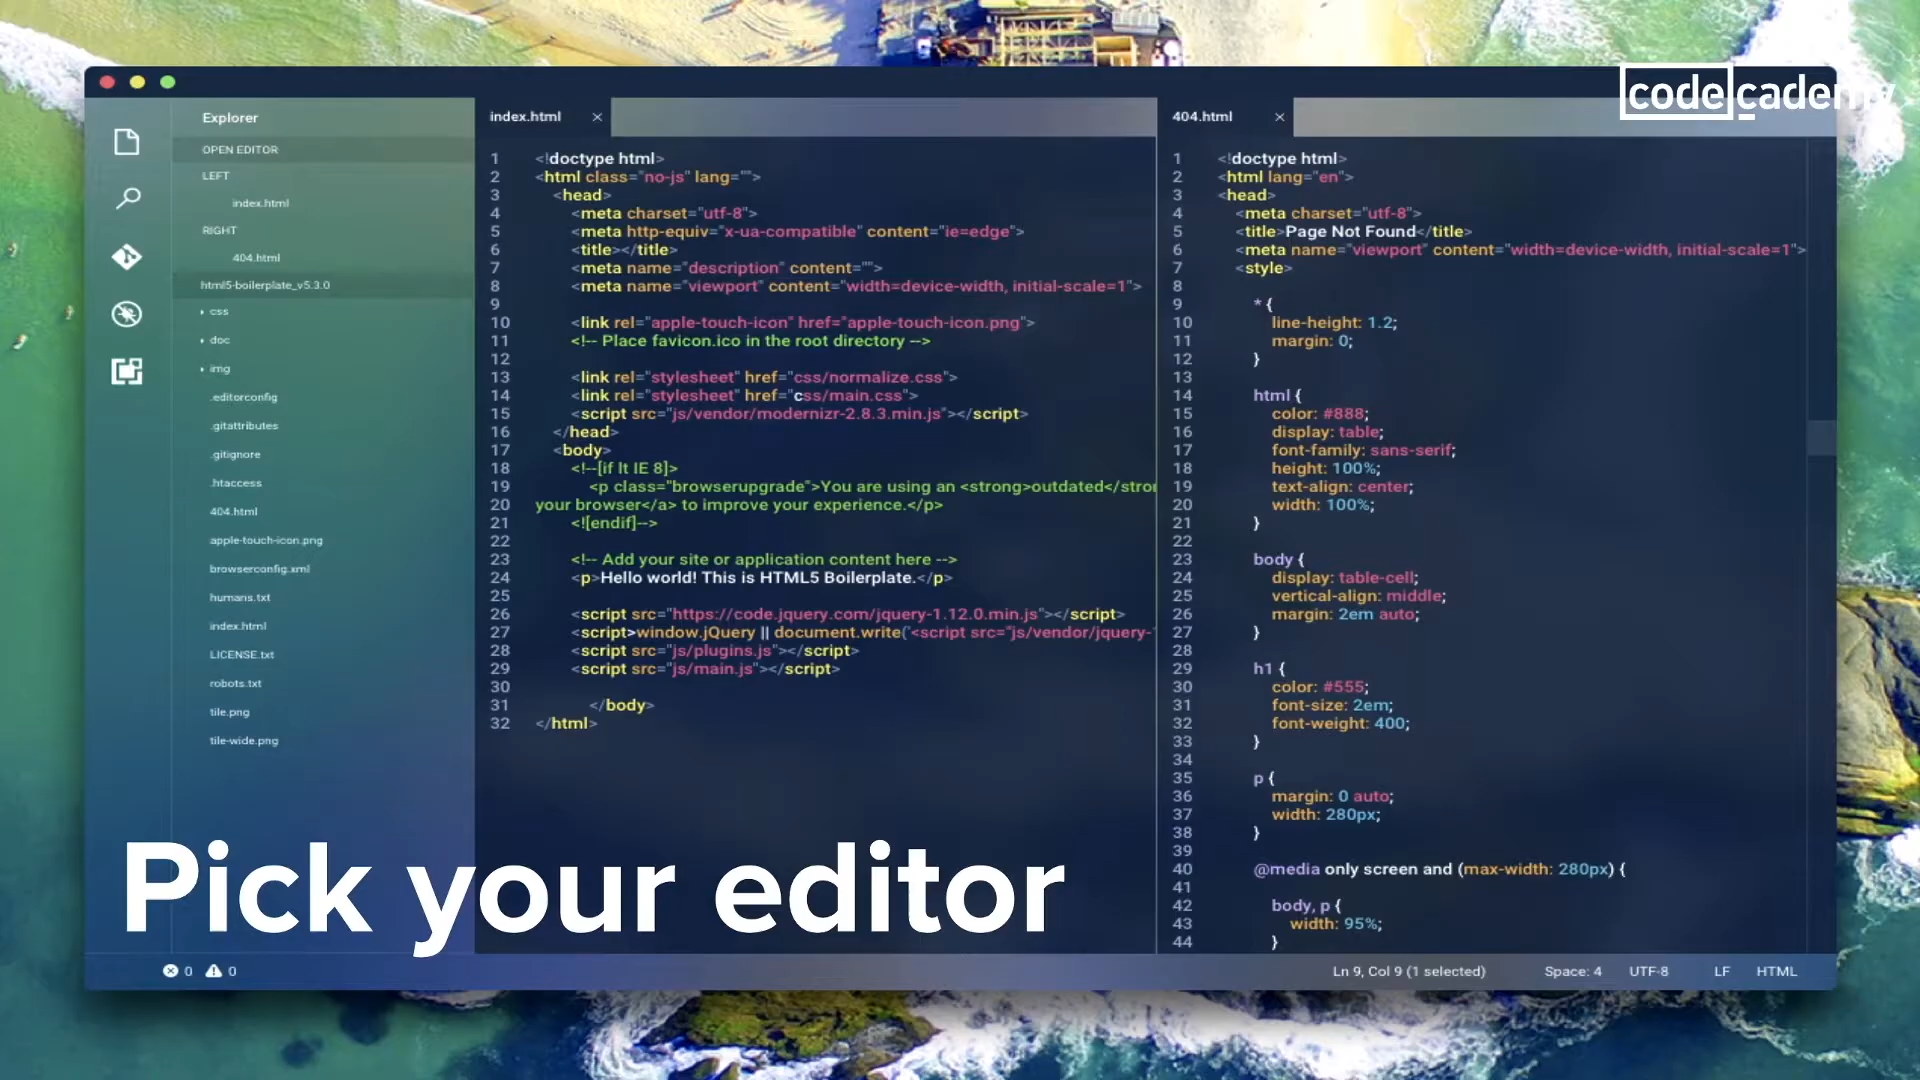 codecademy
Explorer
OPEN EDITOR
LEFT
index.html
RIGHT
404.html
html5-boilerplate_v5.3.0
css
doc
img
.editorconfig
.gitattributes
.gitignore
.htaccess
404.html
apple-touch-icon.png
browserconfig.xml
humans.txt
index.html
LICENSE.txt
robots.txt
tile.png
tile-wide.png
index.html ×
1 <!doctype html>
2 <html class="no-js" lang="">
3 <head>
4 <meta charset="utf-8">
5 <meta http-equiv="x-ua-compatible" content="ie=edge">
6 <title></title>
7 <meta name="description" content="">
8 <meta name="viewport" content="width=device-width, initial-scale=1">
9
10 <link rel="apple-touch-icon" href="apple-touch-icon.png">
11 <!-- Place favicon.ico in the root directory -->
12
13 <link rel="stylesheet" href="css/normalize.css">
14 <link rel="stylesheet" href="css/main.css">
15 <script src="js/vendor/modernizr-2.8.3.min.js"></script>
16 </head>
17 <body>
18 <!--[if lt IE 8]>
19 <p class="browserupgrade">You are using an <strong>outdated</stron
20 your browser</a> to improve your experience.</p>
21 <![endif]-->
22
23 <!-- Add your site or application content here -->
24 <p>Hello world! This is HTML5 Boilerplate.</p>
25
26 <script src="https://code.jquery.com/jquery-1.12.0.min.js"></script>
27 <script>window.jQuery || document.write('<script src="js/vendor/jquery-
28 <script src="js/plugins.js"></script>
29 <script src="js/main.js"></script>
30
31 </body>
32 </html>
404.html ×
1 <!doctype html>
2 <html lang="en">
3 <head>
4 <meta charset="utf-8">
5 <title>Page Not Found</title>
6 <meta name="viewport" content="width=device-width, initial-scale=1">
7 <style>
8
9 * {
10 line-height: 1.2;
11 margin: 0;
12 }
13
14 html {
15 color: #888;
16 display: table;
17 font-family: sans-serif;
18 height: 100%;
19 text-align: center;
20 width: 100%;
21 }
22
23 body {
24 display: table-cell;
25 vertical-align: middle;
26 margin: 2em auto;
27 }
28
29 h1 {
30 color: #555;
31 font-size: 2em;
32 font-weight: 400;
33 }
34
35 p {
36 margin: 0 auto;
37 width: 280px;
38 }
39
40 @media only screen and (max-width: 280px) {
41
42 body, p {
43 width: 95%;
44 }
Pick your editor
0 0
Ln 9, Col 9 (1 selected) Space: 4 UTF-8 LF HTML